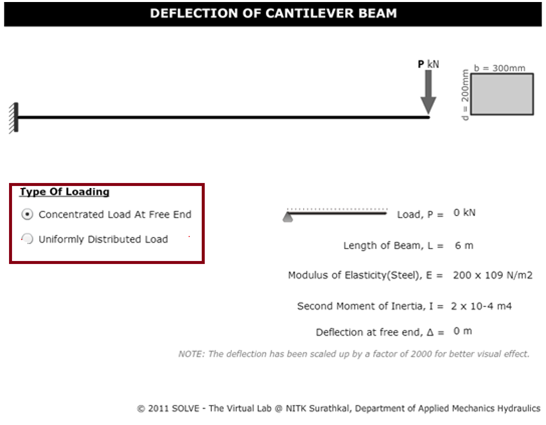 DEFLECTION OF CANTILEVER BEAM
P kN
b = 300mm
d = 200mm
Type Of Loading
Concentrated Load At Free End
Uniformly Distributed Load
Load, P = 0 kN
Length of Beam, L = 6 m
Modulus of Elasticity(Steel), E = 200 x 109 N/m2
Second Moment of Inertia, I = 2 x 10-4 m4
Deflection at free end, Δ = 0 m
NOTE: The deflection has been scaled up by a factor of 2000 for better visual effect.
© 2011 SOLVE - The Virtual Lab @ NITK Surathkal, Department of Applied Mechanics Hydraulics